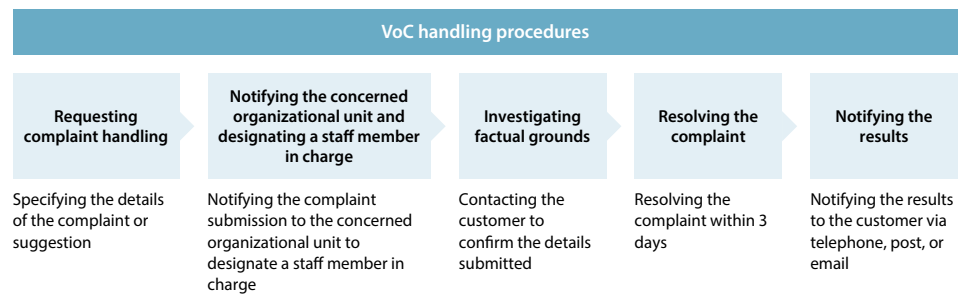 VoC handling procedures
Requesting
complaint handling
Notifying the concerned
organizational unit and
designating a staff member
in charge
Investigating
factual grounds
Resolving the
complaint
Notifying the
results
Specifying the details
of the complaint or
suggestion
Notifying the complaint
submission to the concerned
organizational unit to
designate a staff member in
charge
Contacting the
customer to
confirm the details
submitted
Resolving the
complaint within 3
days
Notifying the results
to the customer via
telephone, post, or
email